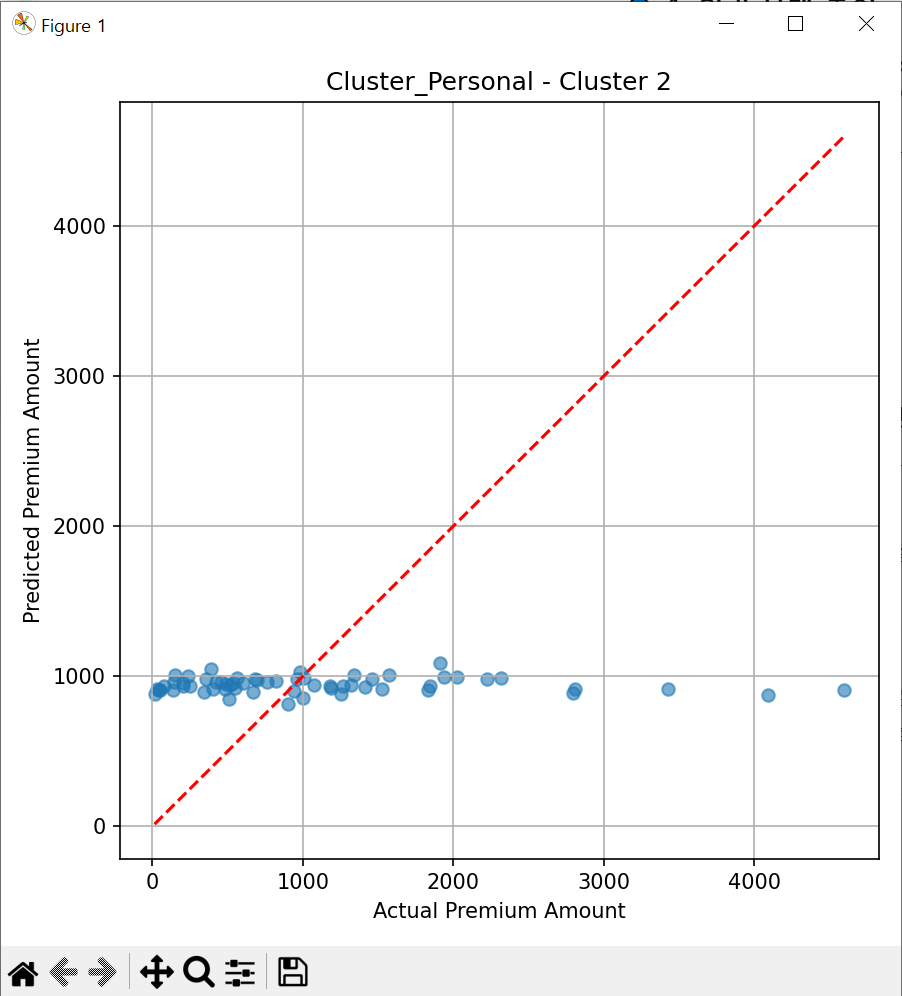 Figure 1
Cluster_Personal - Cluster 2
Predicted Premium Amount
4000
3000
2000
1000
0
0 1000 2000 3000 4000
Actual Premium Amount